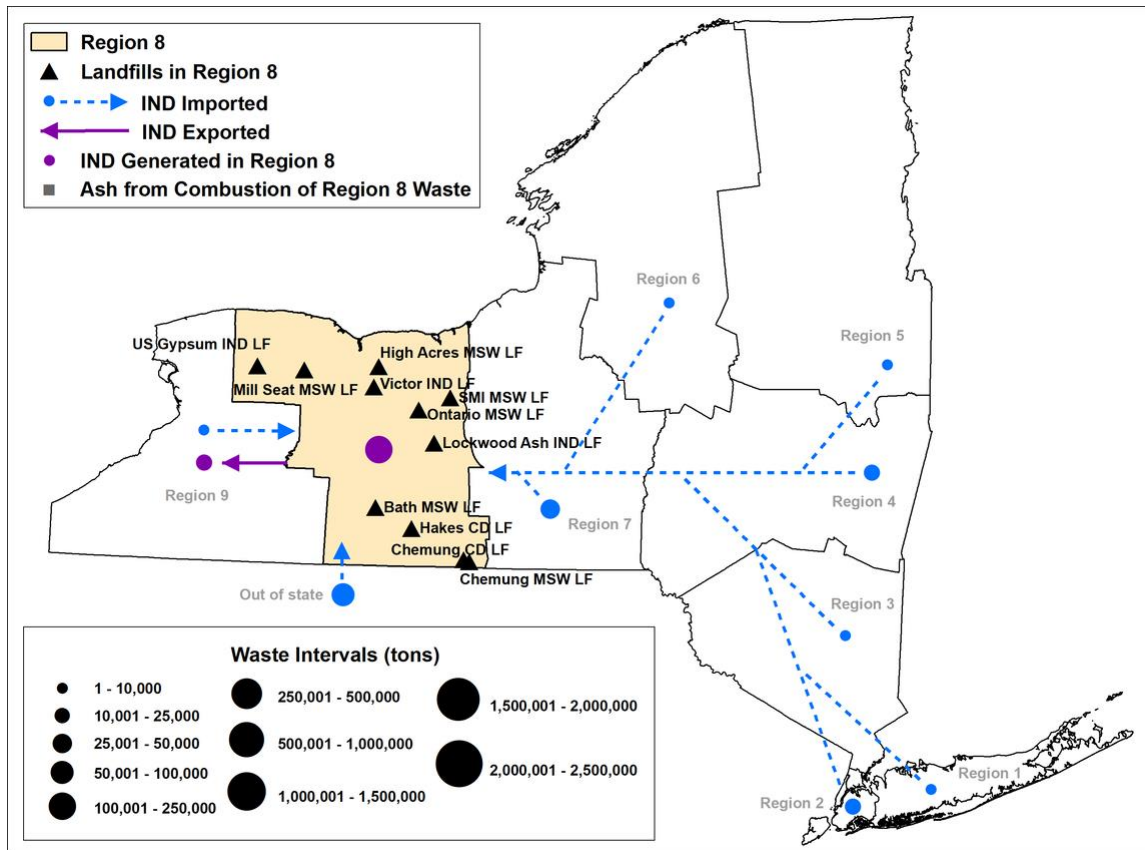 Region 8
Landfills in Region 8
IND Imported
IND Exported
IND Generated in Region 8
Ash from Combustion of Region 8 Waste
Region 6
Region 5
US Gypsum IND LF
High Acres MSW LF
Mill Seat MSW LF
Victor IND LF
SMI MSW LF
Ontario MSW LF
Lockwood Ash IND LF
Region 9
Region 4
Bath MSW LF
Region 7
Hakes CD LF
Chemung CD LF
Chemung MSW LF
Out of state
Region 3
Waste Intervals (tons)
1 - 10,000
10,001 - 25,000
25,001 - 50,000
50,001 - 100,000
100,001 - 250,000
250,001 - 500,000
500,001 - 1,000,000
1,000,001 - 1,500,000
1,500,001 - 2,000,000
2,000,001 - 2,500,000
Region 1
Region 2